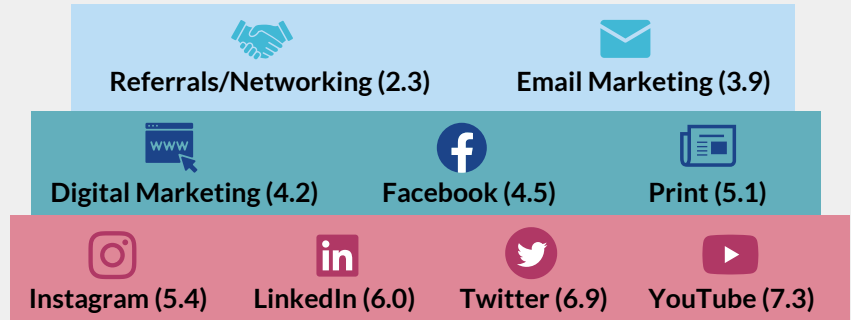 Referrals/Networking (2.3) Email Marketing (3.9)
www
Digital Marketing (4.2) Facebook (4.5) Print (5.1)
in
Instagram (5.4) LinkedIn (6.0) Twitter (6.9) YouTube (7.3)